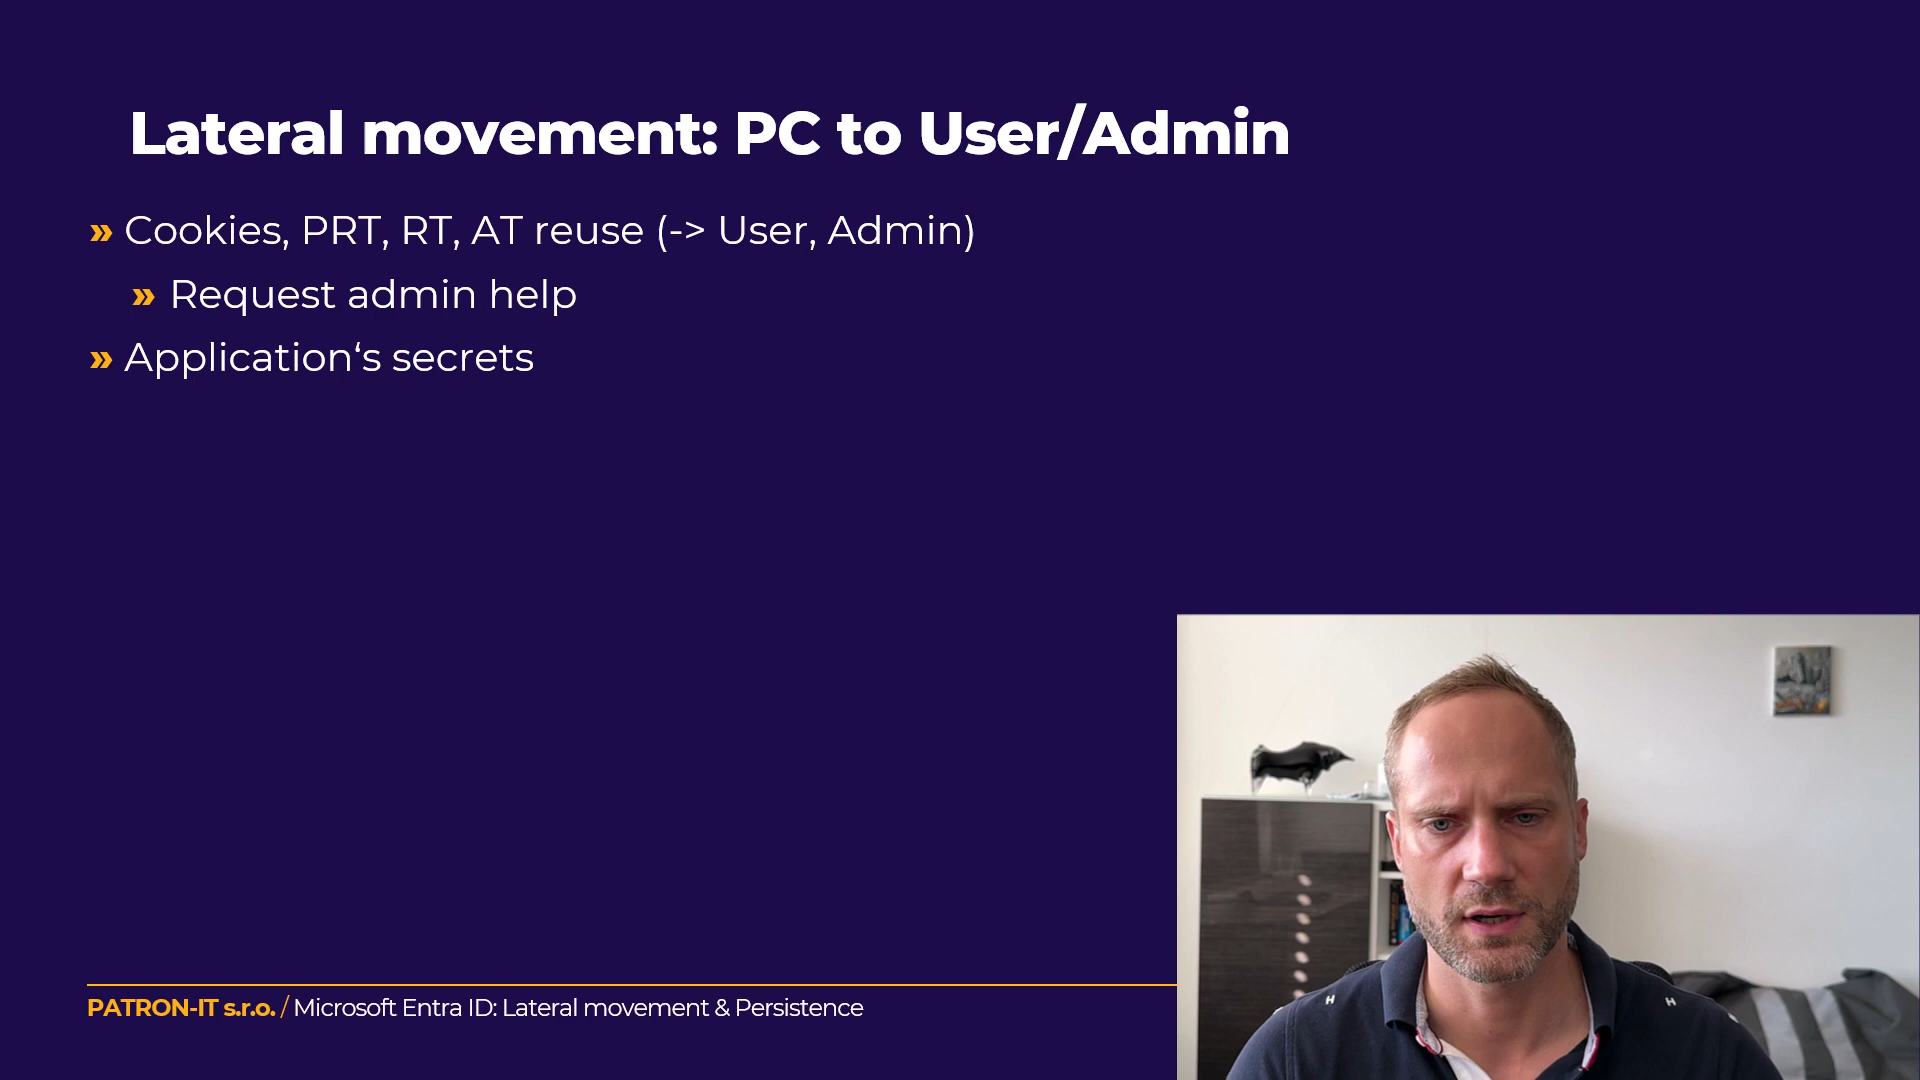 Lateral movement: PC to User/Admin
» Cookies, PRT, RT, AT reuse (-> User, Admin)
» Request admin help
» Application‘s secrets
PATRON-IT s.r.o. / Microsoft Entra ID: Lateral movement & Persistence
H H